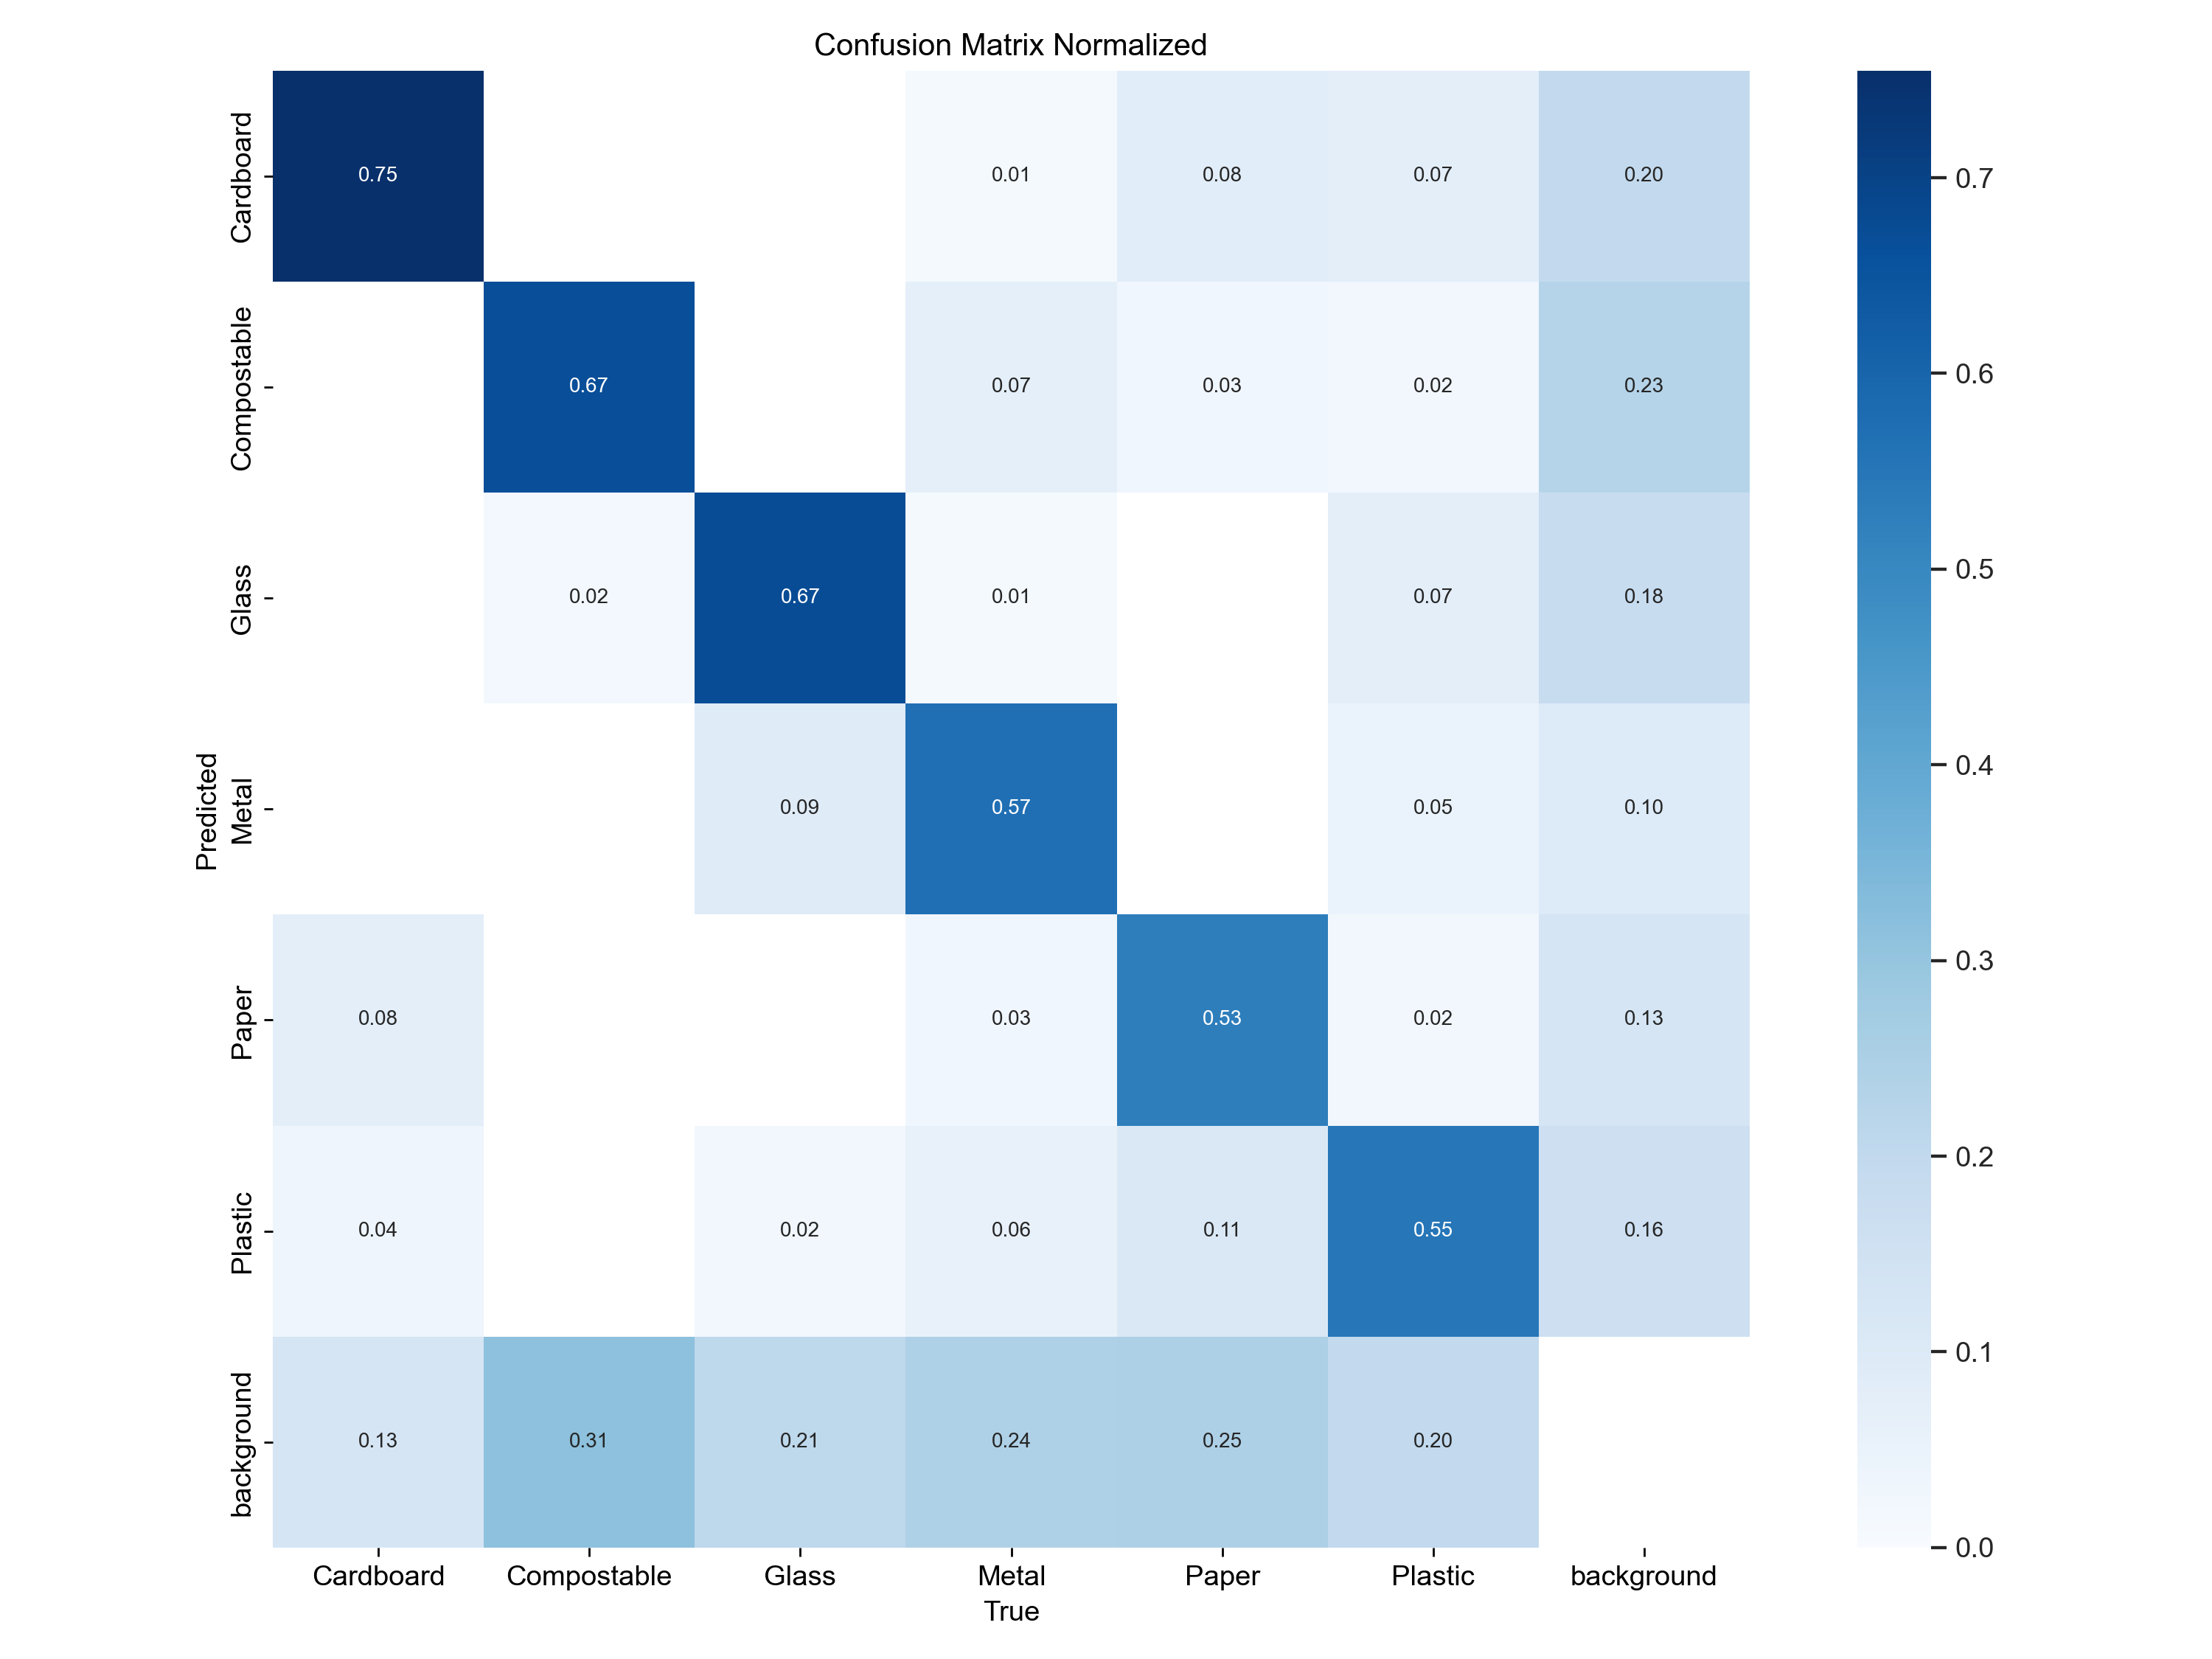 Confusion Matrix Normalized
Cardboard 0.75 0.01 0.08 0.07 0.20
Compostable 0.67 0.07 0.03 0.02 0.23
Glass 0.02 0.67 0.01 0.07 0.18
Predicted
Metal 0.09 0.57 0.05 0.10
Paper 0.08 0.03 0.53 0.02 0.13
Plastic 0.04 0.02 0.06 0.11 0.55 0.16
background 0.13 0.31 0.21 0.24 0.25 0.20
Cardboard Compostable Glass Metal Paper Plastic background
True
0.7
0.6
0.5
0.4
0.3
0.2
0.1
0.0